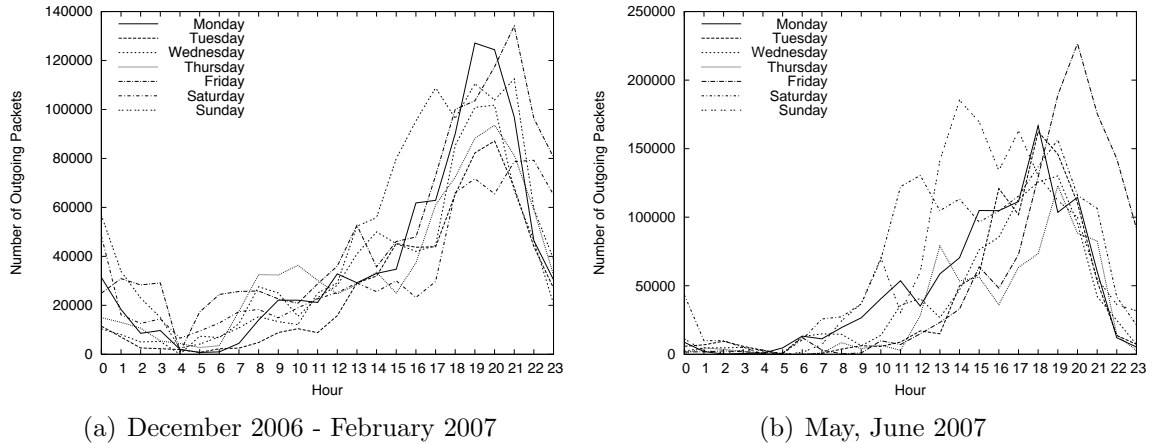 140000
120000
100000
80000
60000
40000
20000
0
Number of Outgoing Packets
Monday
Tuesday
Wednesday
Thursday
Friday
Saturday
Sunday
0 1 2 3 4 5 6 7 8 9 10 11 12 13 14 15 16 17 18 19 20 21 22 23
Hour
(a) December 2006 - February 2007
250000
200000
150000
100000
50000
0
Number of Outgoing Packets
Monday
Tuesday
Wednesday
Thursday
Friday
Saturday
Sunday
0 1 2 3 4 5 6 7 8 9 10 11 12 13 14 15 16 17 18 19 20 21 22 23
Hour
(b) May, June 2007